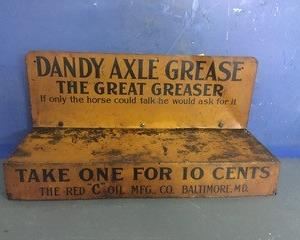 DANDY AXLE GREASE
THE GREAT GREASER
If only the horse could talk he would ask for it
TAKE ONE FOR 10 CENTS
THE RED "C" OIL MFG. CO. BALTIMORE, MD.